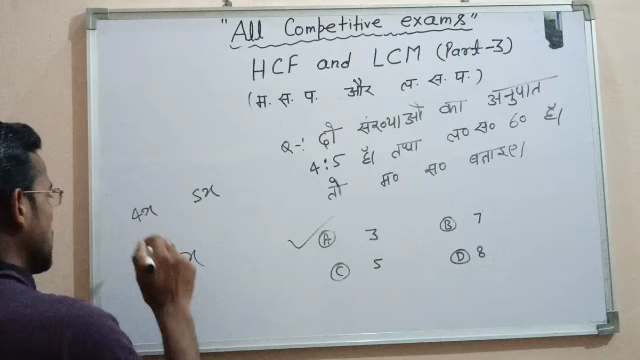 "All Competitive exams"
HCF and LCM (Part-3)
(म. स. प. और ल. स. प.)
Q-: दो संख्याओ का अनुपात
4:5 है। तथा ल० स० 60 है।
तो म० स० बताइए।
4x 5x
x
✓ Ⓐ 3 Ⓑ 7
Ⓒ 5 Ⓓ 8